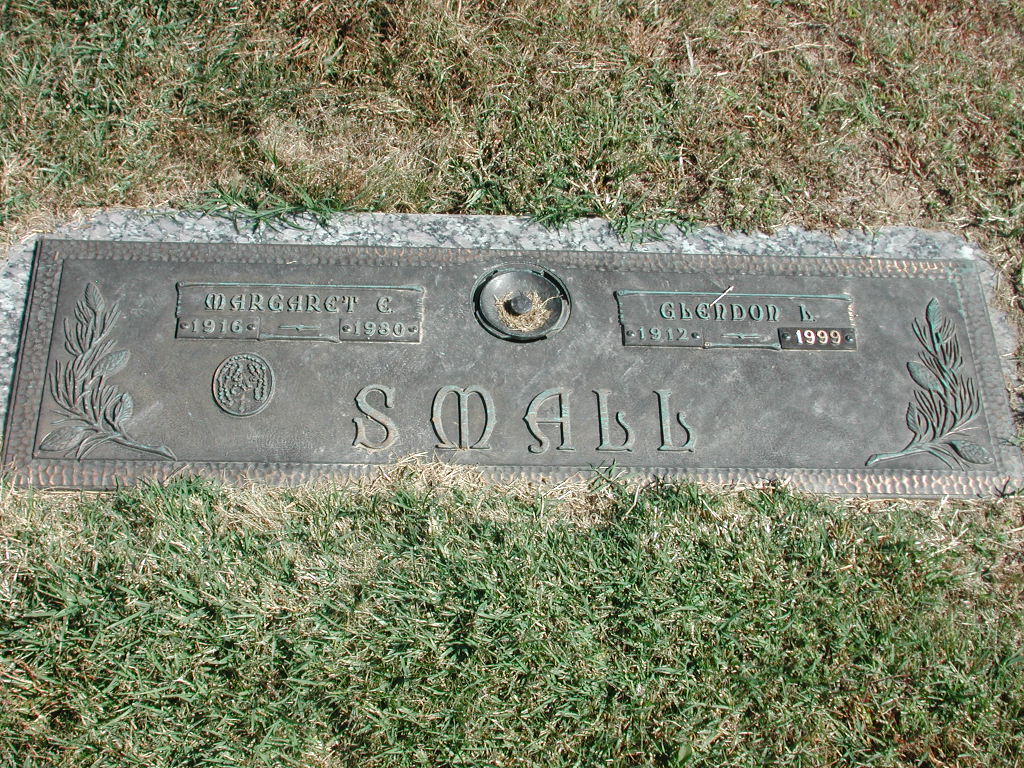 MARGARET C.
1916 1980
GLENDON L.
1912 1999
SMALL